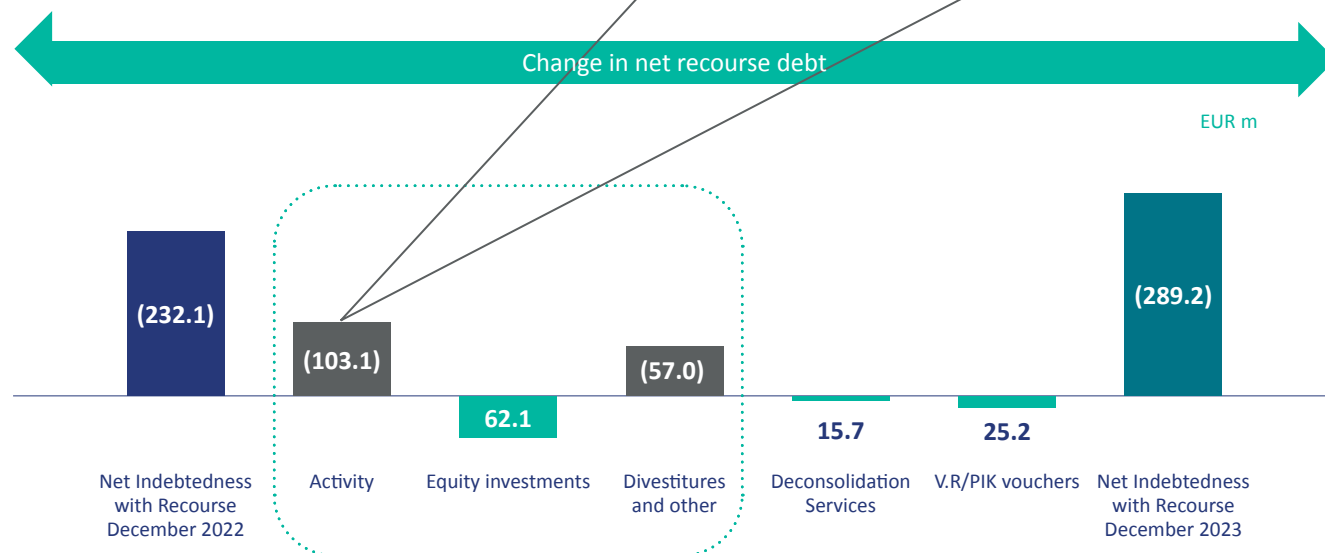 Change in net recourse debt
EUR m
(232.1)
(103.1)
62.1
(57.0)
15.7
25.2
(289.2)
Net Indebtedness
with Recourse
December 2022
Activity
Equity investments
Divestitures
and other
Deconsolidation
Services
V.R/PIK vouchers
Net Indebtedness
with Recourse
December 2023